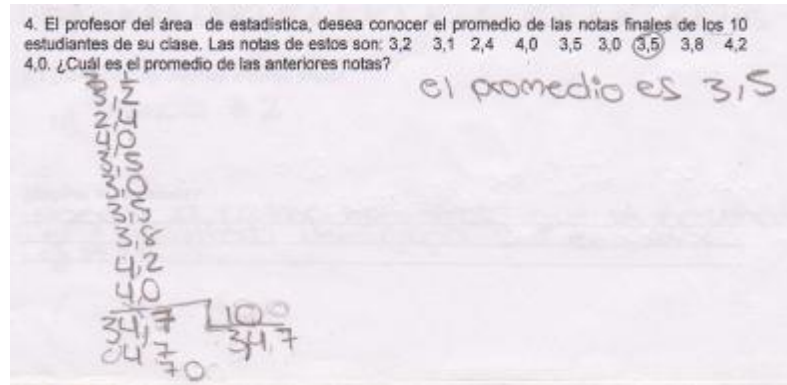 4. El profesor del área de estadística, desea conocer el promedio de las notas finales de los 10
estudiantes de su clase. Las notas de estos son: 3,2 3,1 2,4 4,0 3,5 3,0 3,5 3,8 4,2
4,0. ¿Cuál es el promedio de las anteriores notas?
el promedio es 3,5
3,2
2,4
4,0
3,5
3,0
3,5
3,8
4,2
4,0
34,7 100
04 7 34.7
70